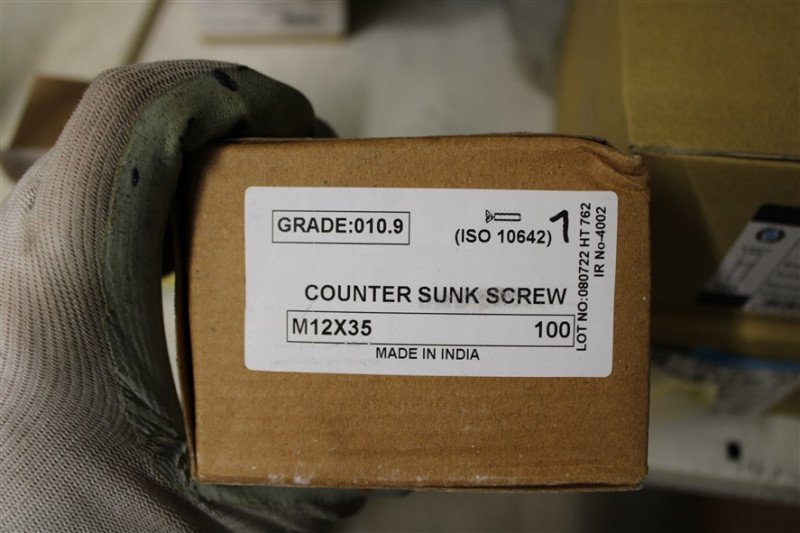 GRADE:010.9
(ISO 10642) 1
COUNTER SUNK SCREW
M12X35 100
MADE IN INDIA
LOT NO:080722 HT 762
IR No-4002